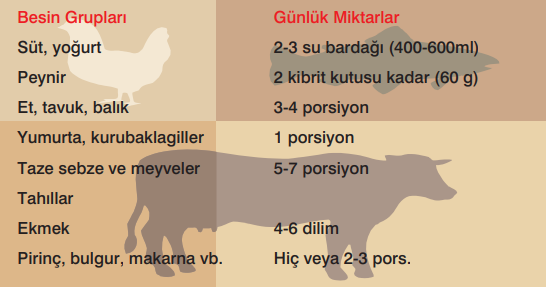 Besin Grupları Günlük Miktarlar
Süt, yoğurt 2-3 su bardağı (400-600ml)
Peynir 2 kibrit kutusu kadar (60 g)
Et, tavuk, balık 3-4 porsiyon
Yumurta, kurubaklagiller 1 porsiyon
Taze sebze ve meyveler 5-7 porsiyon
Tahıllar
Ekmek 4-6 dilim
Pirinç, bulgur, makarna vb. Hiç veya 2-3 pors.